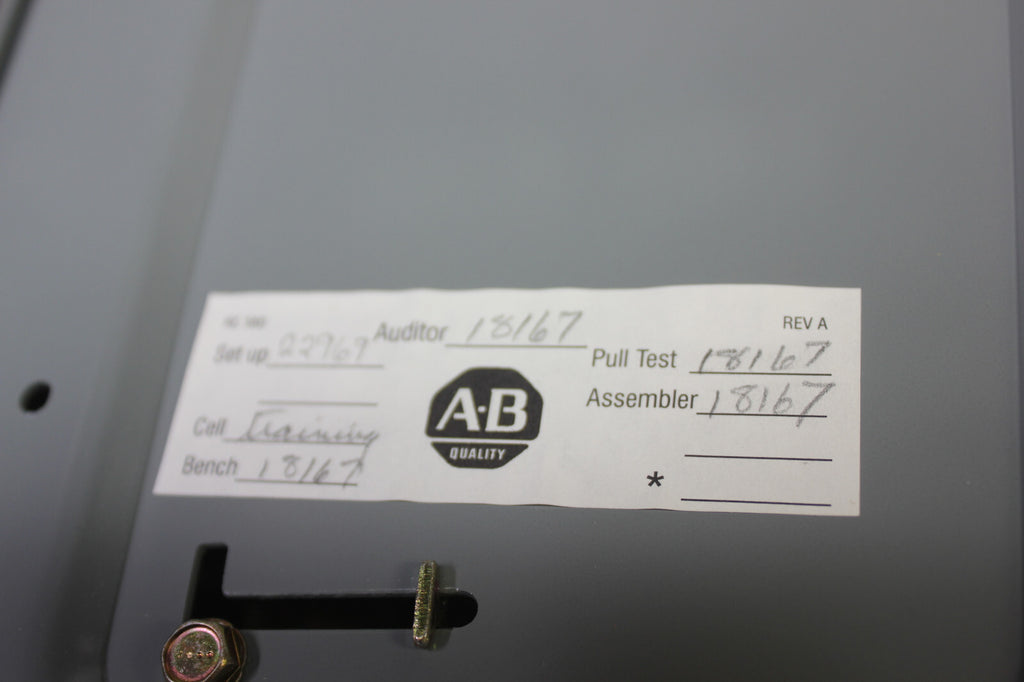 Set up 22969
Auditor 18167
REV A
Pull Test 18167
Assembler 18167
Cell Training
Bench 18167
A-B
QUALITY
*